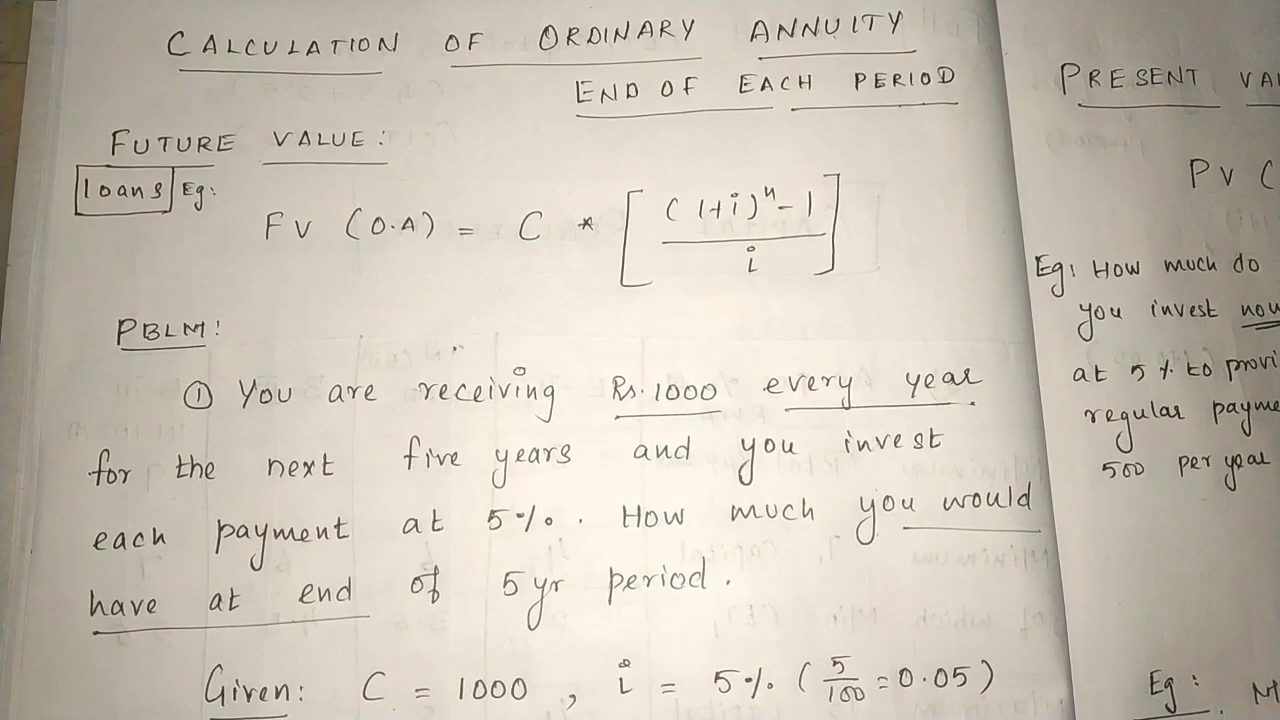 CALCULATION OF ORDINARY ANNUITY
END OF EACH PERIOD
FUTURE VALUE:
loans Eg:
FV (O.A) = C * [ (1+i)^n - 1 / i ]
PBLM:
① You are receiving Rs. 1000 every year
for the next five years and you invest
each payment at 5%. How much you would
have at end of 5 yr period.
Given: C = 1000, i = 5% (5/100 = 0.05)
PRESENT
PV (
Eg: How much do
you invest now
at 5% to
regular
500 per year
Eg: